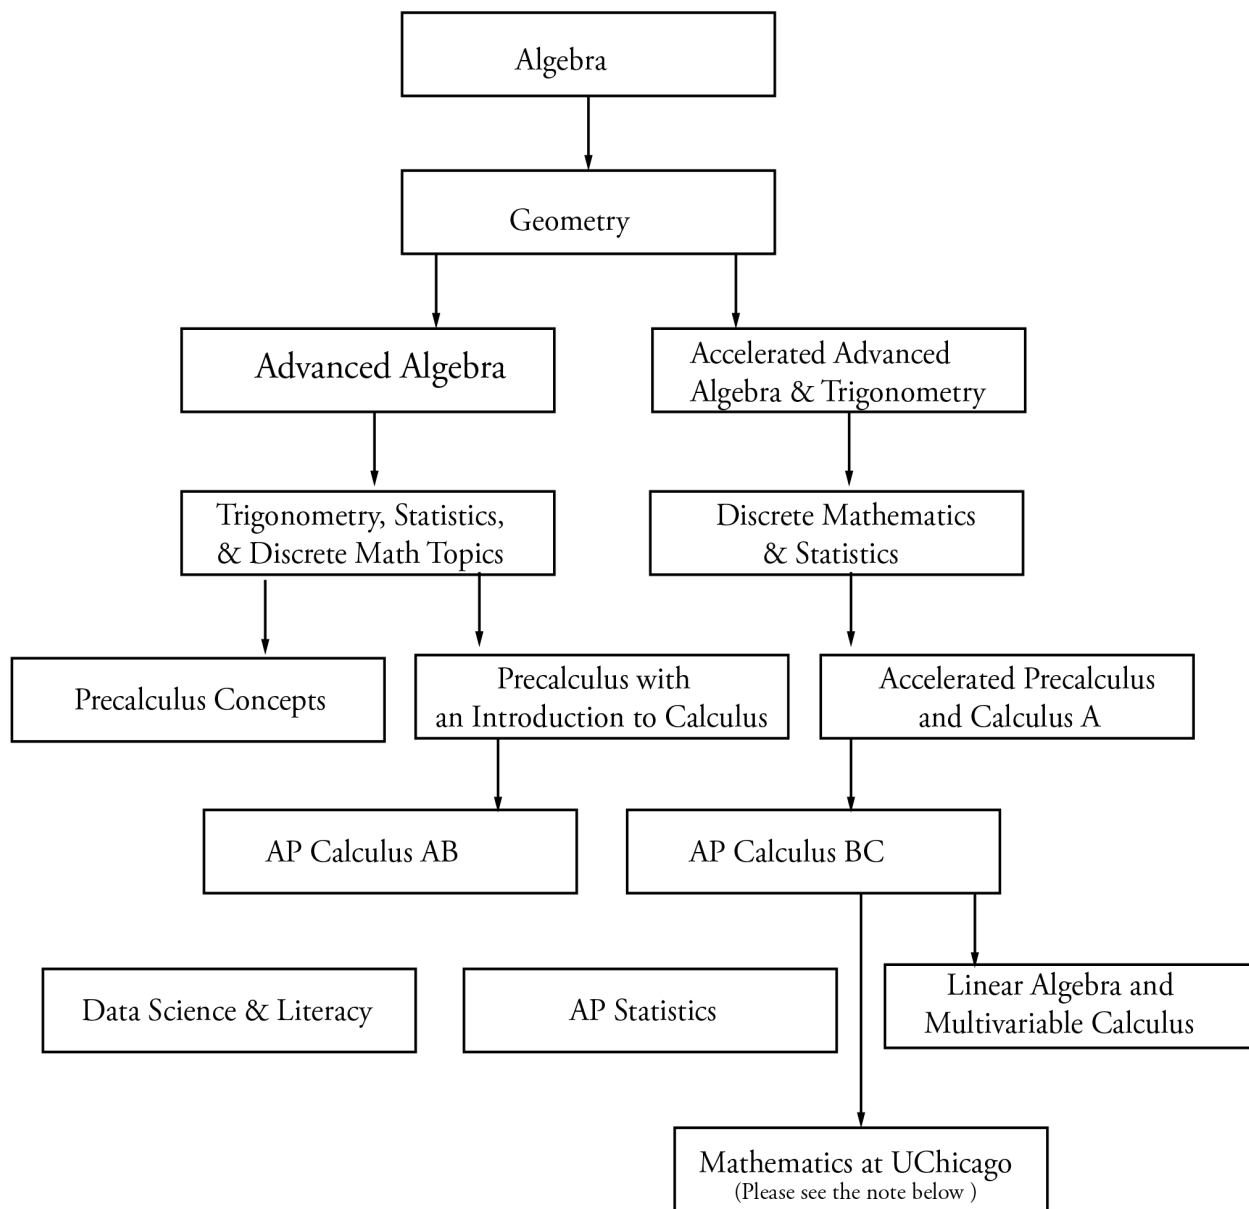 Algebra
Geometry
Advanced Algebra
Accelerated Advanced
Algebra & Trigonometry
Trigonometry, Statistics,
& Discrete Math Topics
Discrete Mathematics
& Statistics
Precalculus Concepts
Precalculus with
an Introduction to Calculus
Accelerated Precalculus
and Calculus A
AP Calculus AB
AP Calculus BC
Data Science & Literacy
AP Statistics
Linear Algebra and
Multivariable Calculus
Mathematics at UChicago
(Please see the note below )